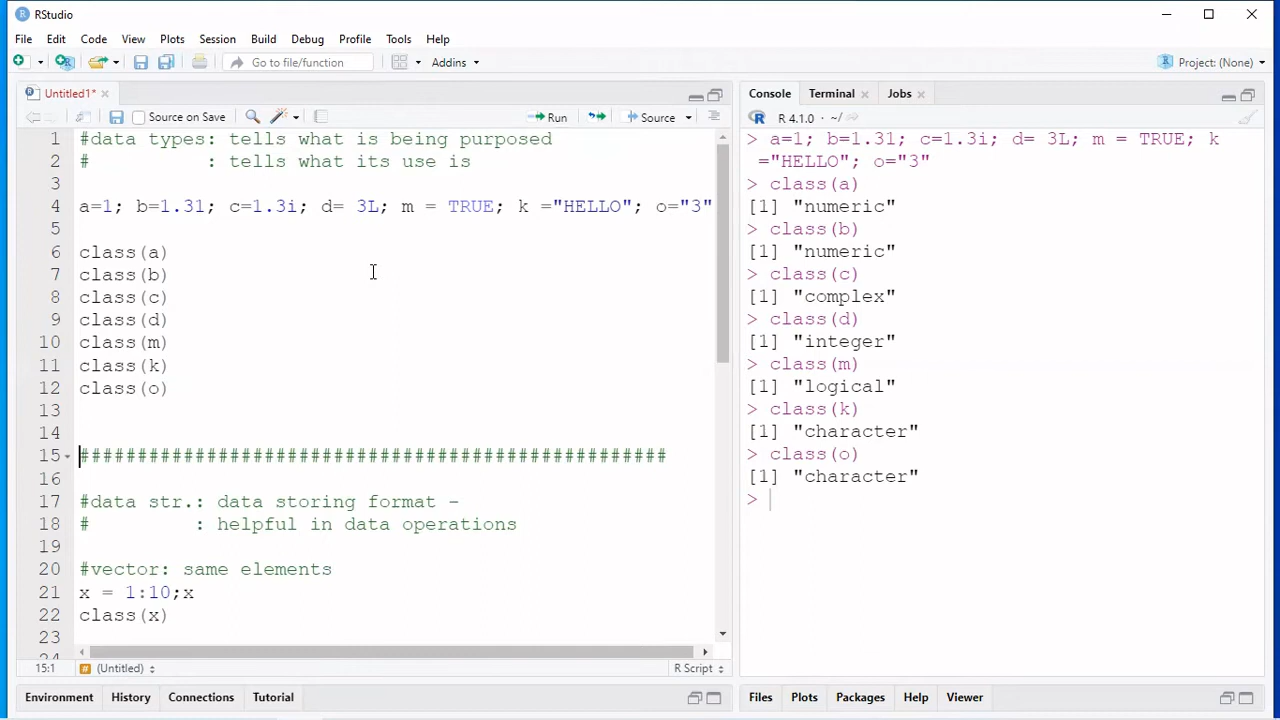 RStudio
File Edit Code View Plots Session Build Debug Profile Tools Help
Go to file/function Addins Project: (None)
Untitled1*
Source on Save Run Source
1 #data types: tells what is being purposed
2 #          : tells what its use is
3
4 a=1; b=1.31; c=1.3i; d= 3L; m = TRUE; k ="HELLO"; o="3"
5
6 class(a)
7 class(b)
8 class(c)
9 class(d)
10 class(m)
11 class(k)
12 class(o)
13
14
15 ###################################################
16
17 #data str.: data storing format -
18 #         : helpful in data operations
19
20 #vector: same elements
21 x = 1:10;x
22 class(x)
23
24
15:1 # (Untitled) R Script
Environment History Connections Tutorial
Console Terminal Jobs
R 4.1.0 · ~/
> a=1; b=1.31; c=1.3i; d= 3L; m = TRUE; k
="HELLO"; o="3"
> class(a)
[1] "numeric"
> class(b)
[1] "numeric"
> class(c)
[1] "complex"
> class(d)
[1] "integer"
> class(m)
[1] "logical"
> class(k)
[1] "character"
> class(o)
[1] "character"
>
Files Plots Packages Help Viewer